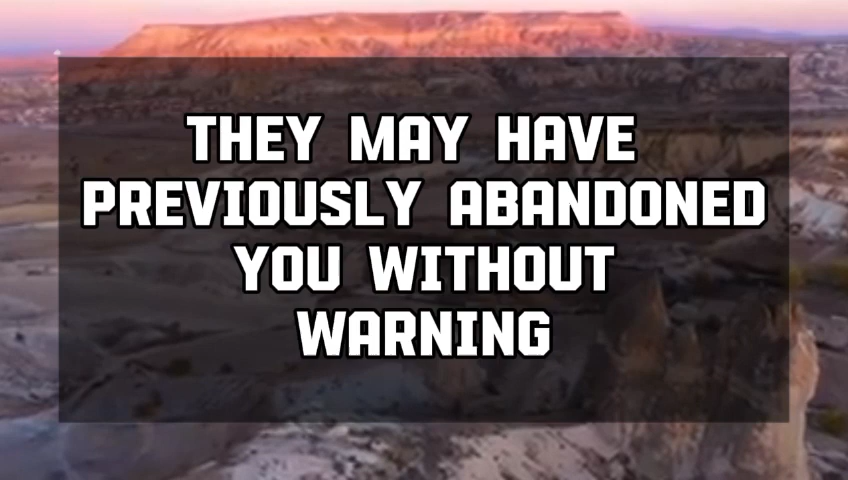 THEY MAY HAVE
PREVIOUSLY ABANDONED
YOU WITHOUT
WARNING